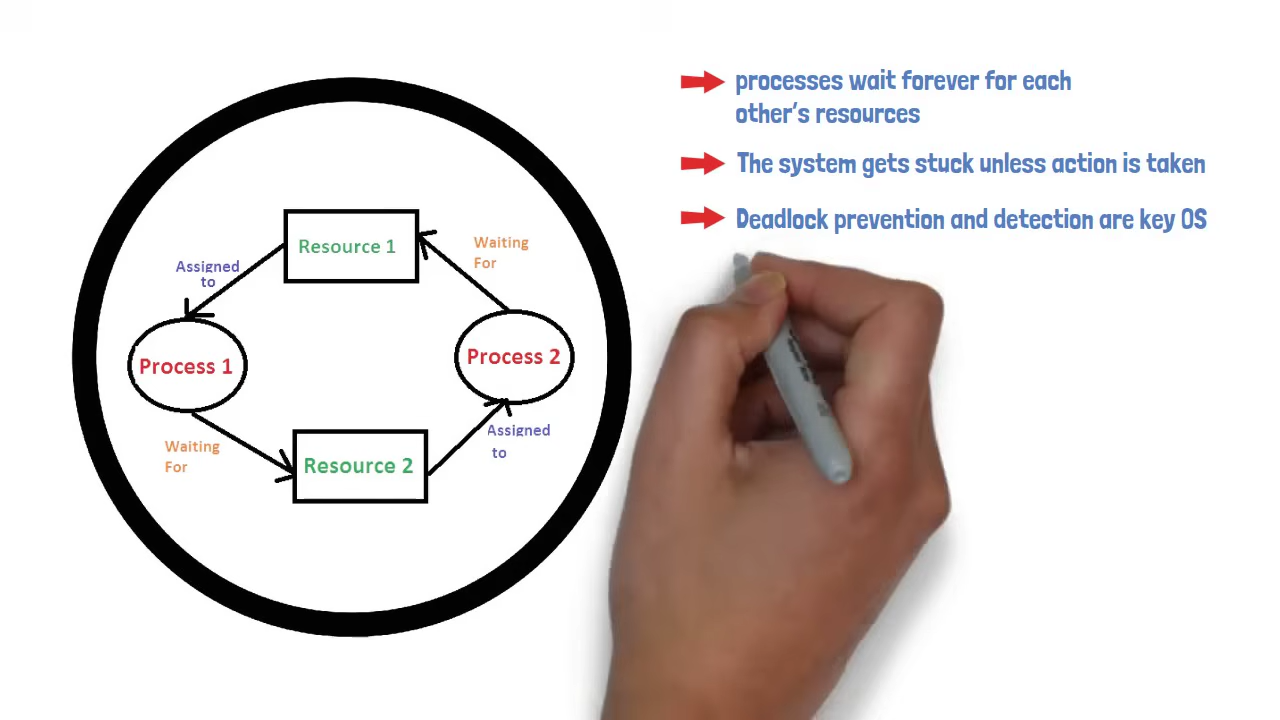 processes wait forever for each
other's resources
The system gets stuck unless action is taken
Deadlock prevention and detection are key OS
Resource 1
Waiting
For
Assigned
to
Process 1
Process 2
Waiting
For
Resource 2
Assigned
to